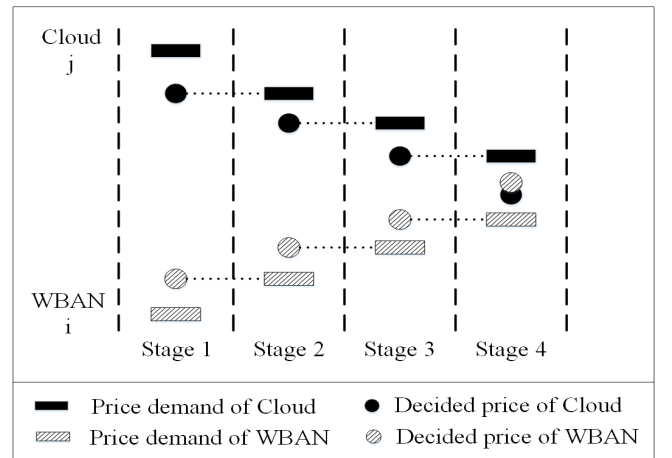 Cloud
j
WBAN
i
Stage 1 Stage 2 Stage 3 Stage 4
Price demand of Cloud Decided price of Cloud
Price demand of WBAN Decided price of WBAN